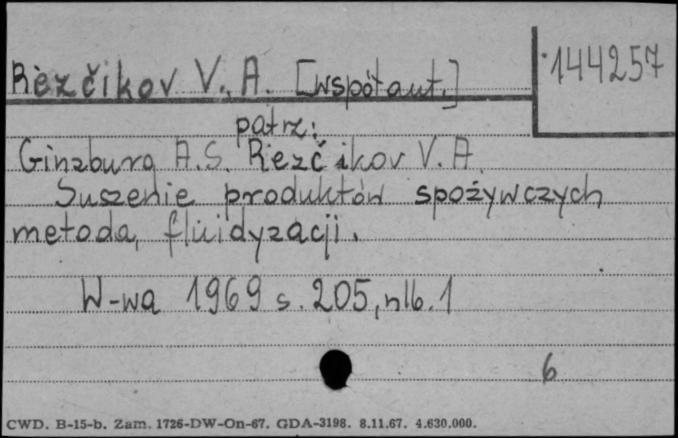 Rèzčikov V. A. [współaut.]
144257
patrz:
Ginzburg A.S. Riezčikov V. A
Suszenie produktów spożywczych
metodą fluidyzacji.
W-wa 1969 s. 205, nlb. 1
6
CWD. B-15-b. Zam. 1726-DW-On-67. GDA-3198. 8.11.67. 4.630.000.